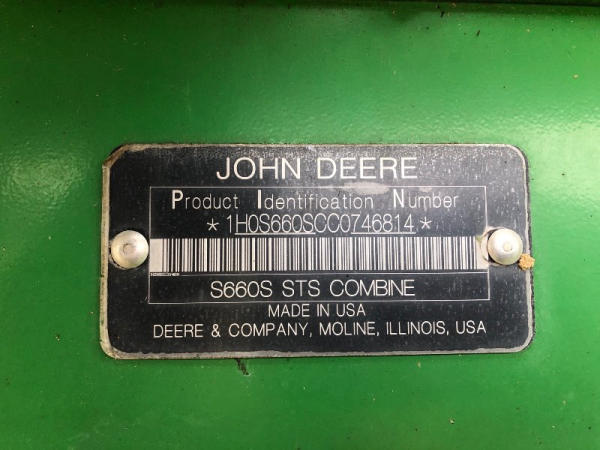 JOHN DEERE
Product Identification Number
*1H0S660SCC0746814*
S660S STS COMBINE
MADE IN USA
DEERE & COMPANY, MOLINE, ILLINOIS, USA